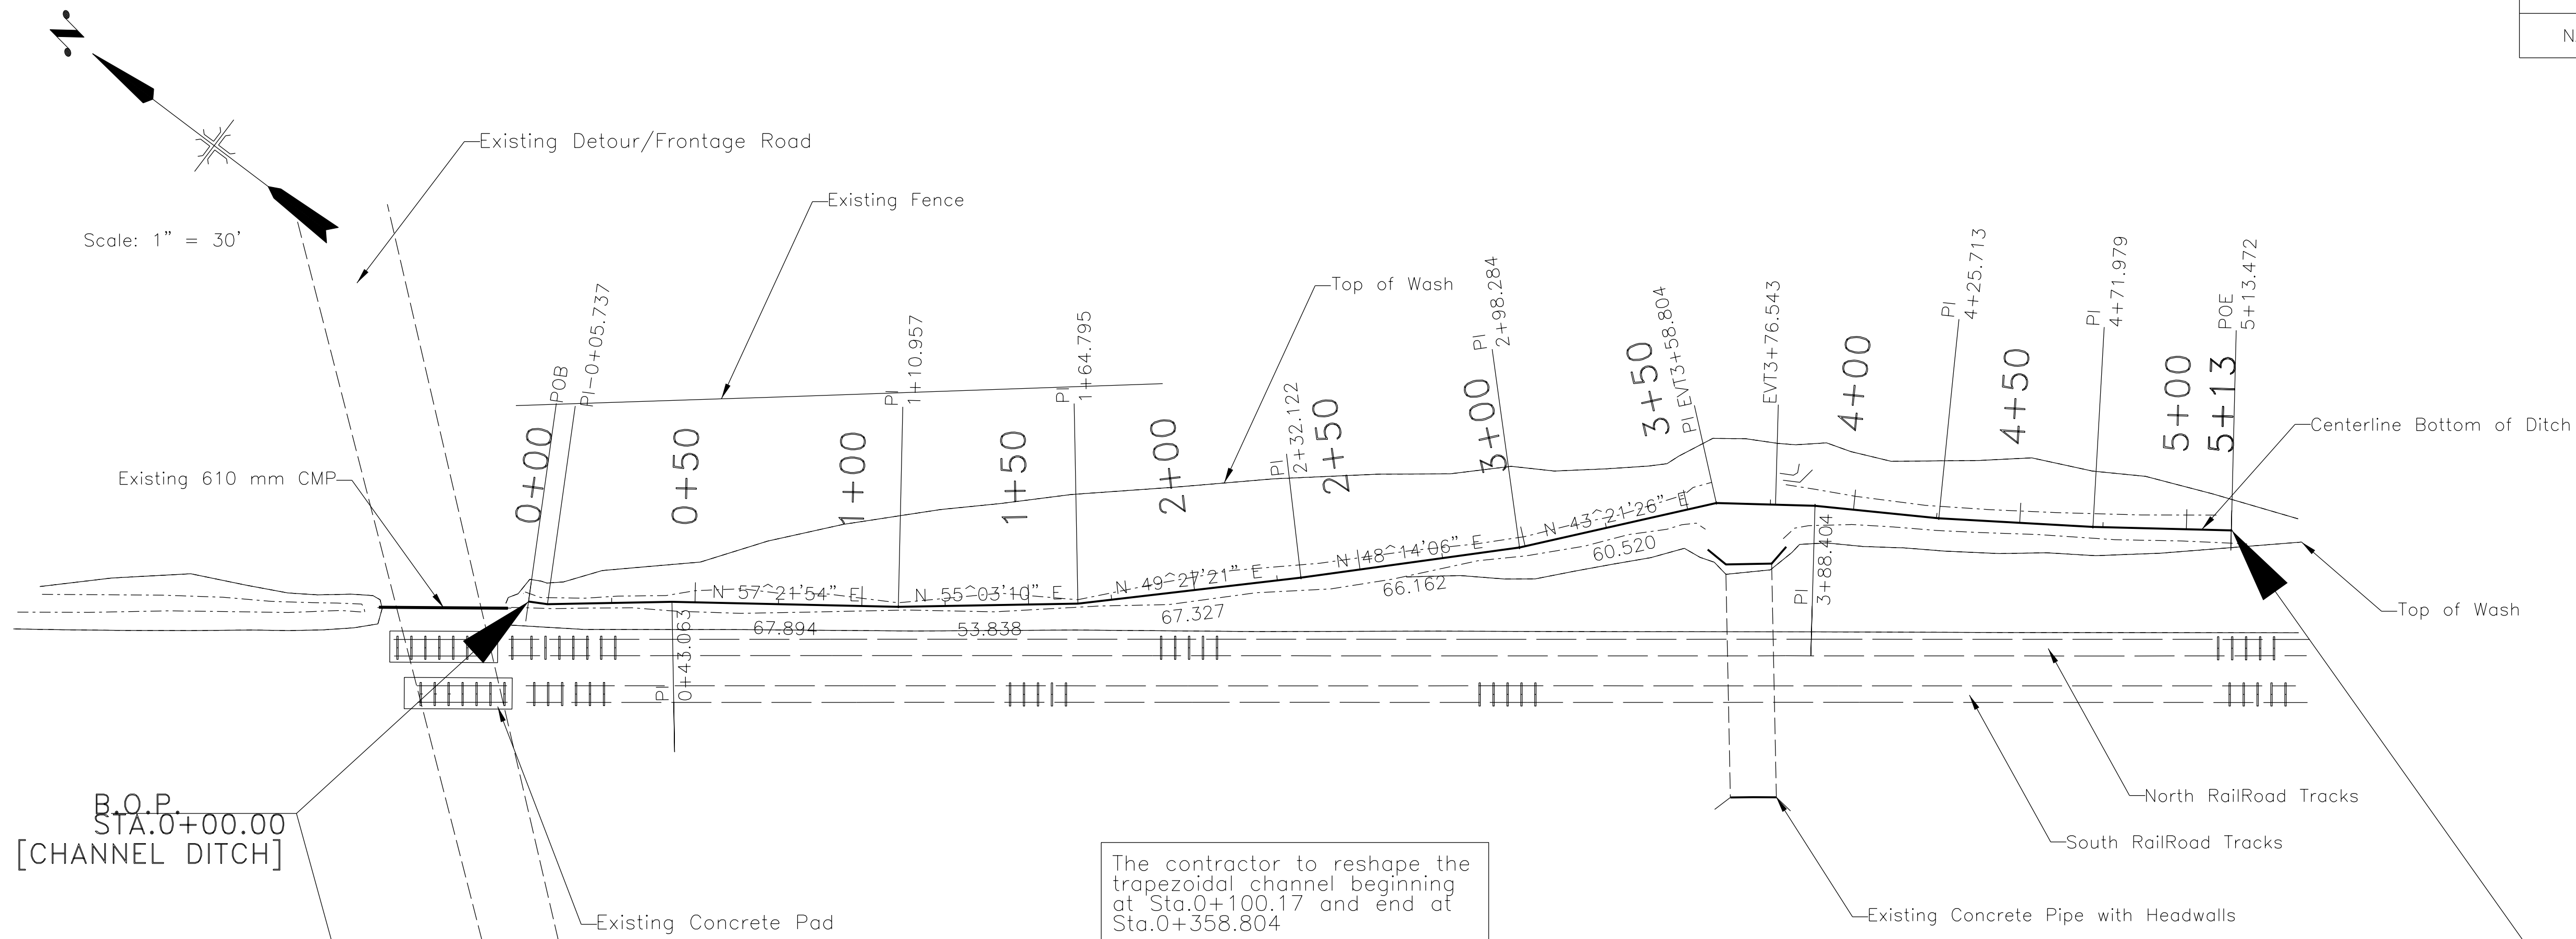 N
N
Scale: 1" = 30'
Existing Detour/Frontage Road
Existing Fence
Top of Wash
Existing 610 mm CMP
POB
PI-0+05.737
PI
1+10.957
PI
1+64.795
PI
2+32.122
PI
2+98.284
PI EVT3+58.804
EVT3+76.543
PI
4+25.713
PI
4+71.979
POE
5+13.472
0+00
0+50
1+00
1+50
2+00
2+50
3+00
3+50
4+00
4+50
5+00
5+13
Centerline Bottom of Ditch
N 57^21'54" E
N 55^03'10" E
N 49^27'21" E
N 48^14'06" E
N 43^21'26" E
67.894
53.838
67.327
66.162
60.520
PI
0+43.063
PI
3+88.404
Top of Wash
North RailRoad Tracks
South RailRoad Tracks
Existing Concrete Pipe with Headwalls
B.O.P.
STA.0+00.00
[CHANNEL DITCH]
Existing Concrete Pad
The contractor to reshape the
trapezoidal channel beginning
at Sta.0+100.17 and end at
Sta.0+358.804